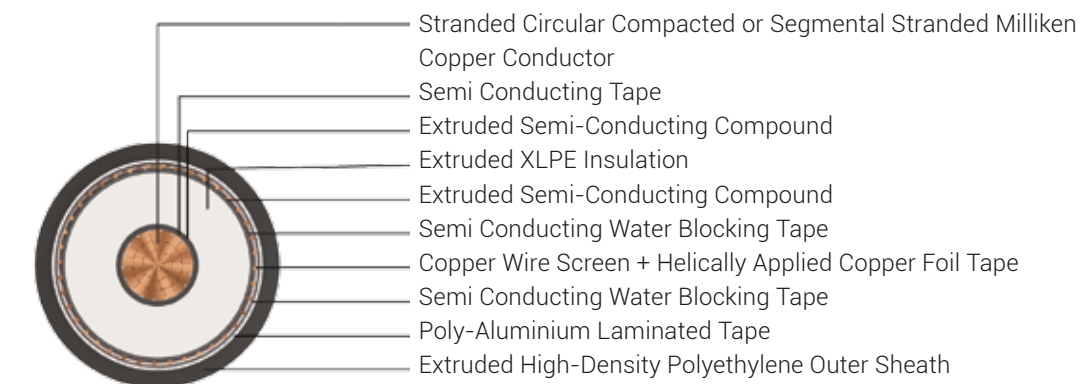 Stranded Circular Compacted or Segmental Stranded Milliken
Copper Conductor
Semi Conducting Tape
Extruded Semi-Conducting Compound
Extruded XLPE Insulation
Extruded Semi-Conducting Compound
Semi Conducting Water Blocking Tape
Copper Wire Screen + Helically Applied Copper Foil Tape
Semi Conducting Water Blocking Tape
Poly-Aluminium Laminated Tape
Extruded High-Density Polyethylene Outer Sheath